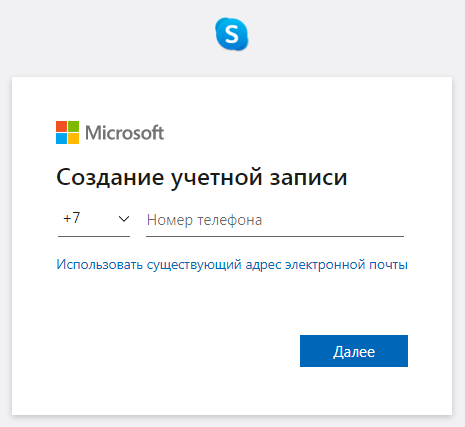 S
Microsoft
Создание учетной записи
+7 Номер телефона
Использовать существующий адрес электронной почты
Далее